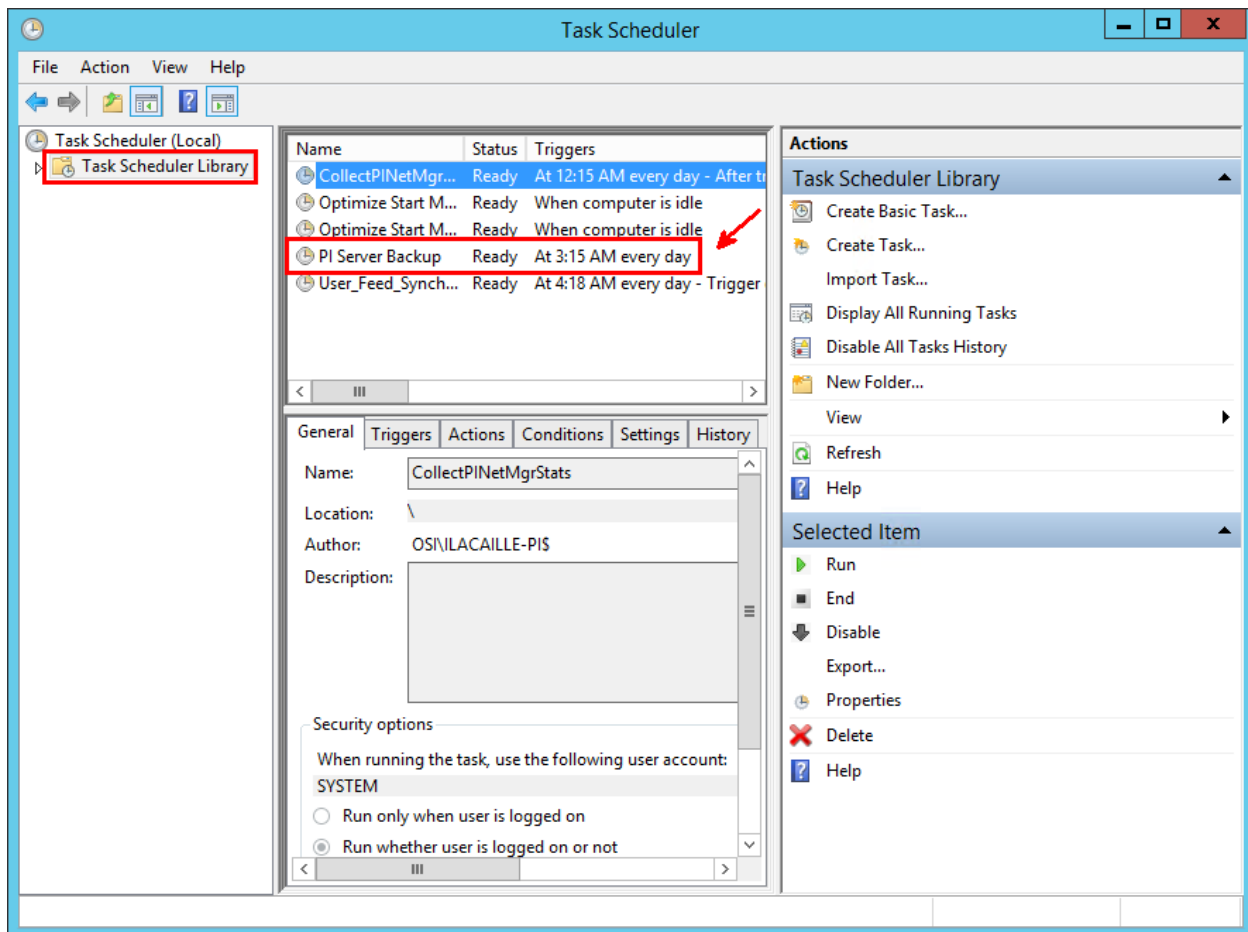 Task Scheduler
File Action View Help
Task Scheduler (Local)
Task Scheduler Library
Name Status Triggers
CollectPINetMgr... Ready At 12:15 AM every day - After tr
Optimize Start M... Ready When computer is idle
Optimize Start M... Ready When computer is idle
PI Server Backup Ready At 3:15 AM every day
User_Feed_Synch... Ready At 4:18 AM every day - Trigger
General Triggers Actions Conditions Settings History
Name: CollectPINetMgrStats
Location: \
Author: OSI\ILACAILLE-PI$
Description:
Security options
When running the task, use the following user account:
SYSTEM
Run only when user is logged on
Run whether user is logged on or not
Actions
Task Scheduler Library
Create Basic Task...
Create Task...
Import Task...
Display All Running Tasks
Disable All Tasks History
New Folder...
View
Refresh
Help
Selected Item
Run
End
Disable
Export...
Properties
Delete
Help